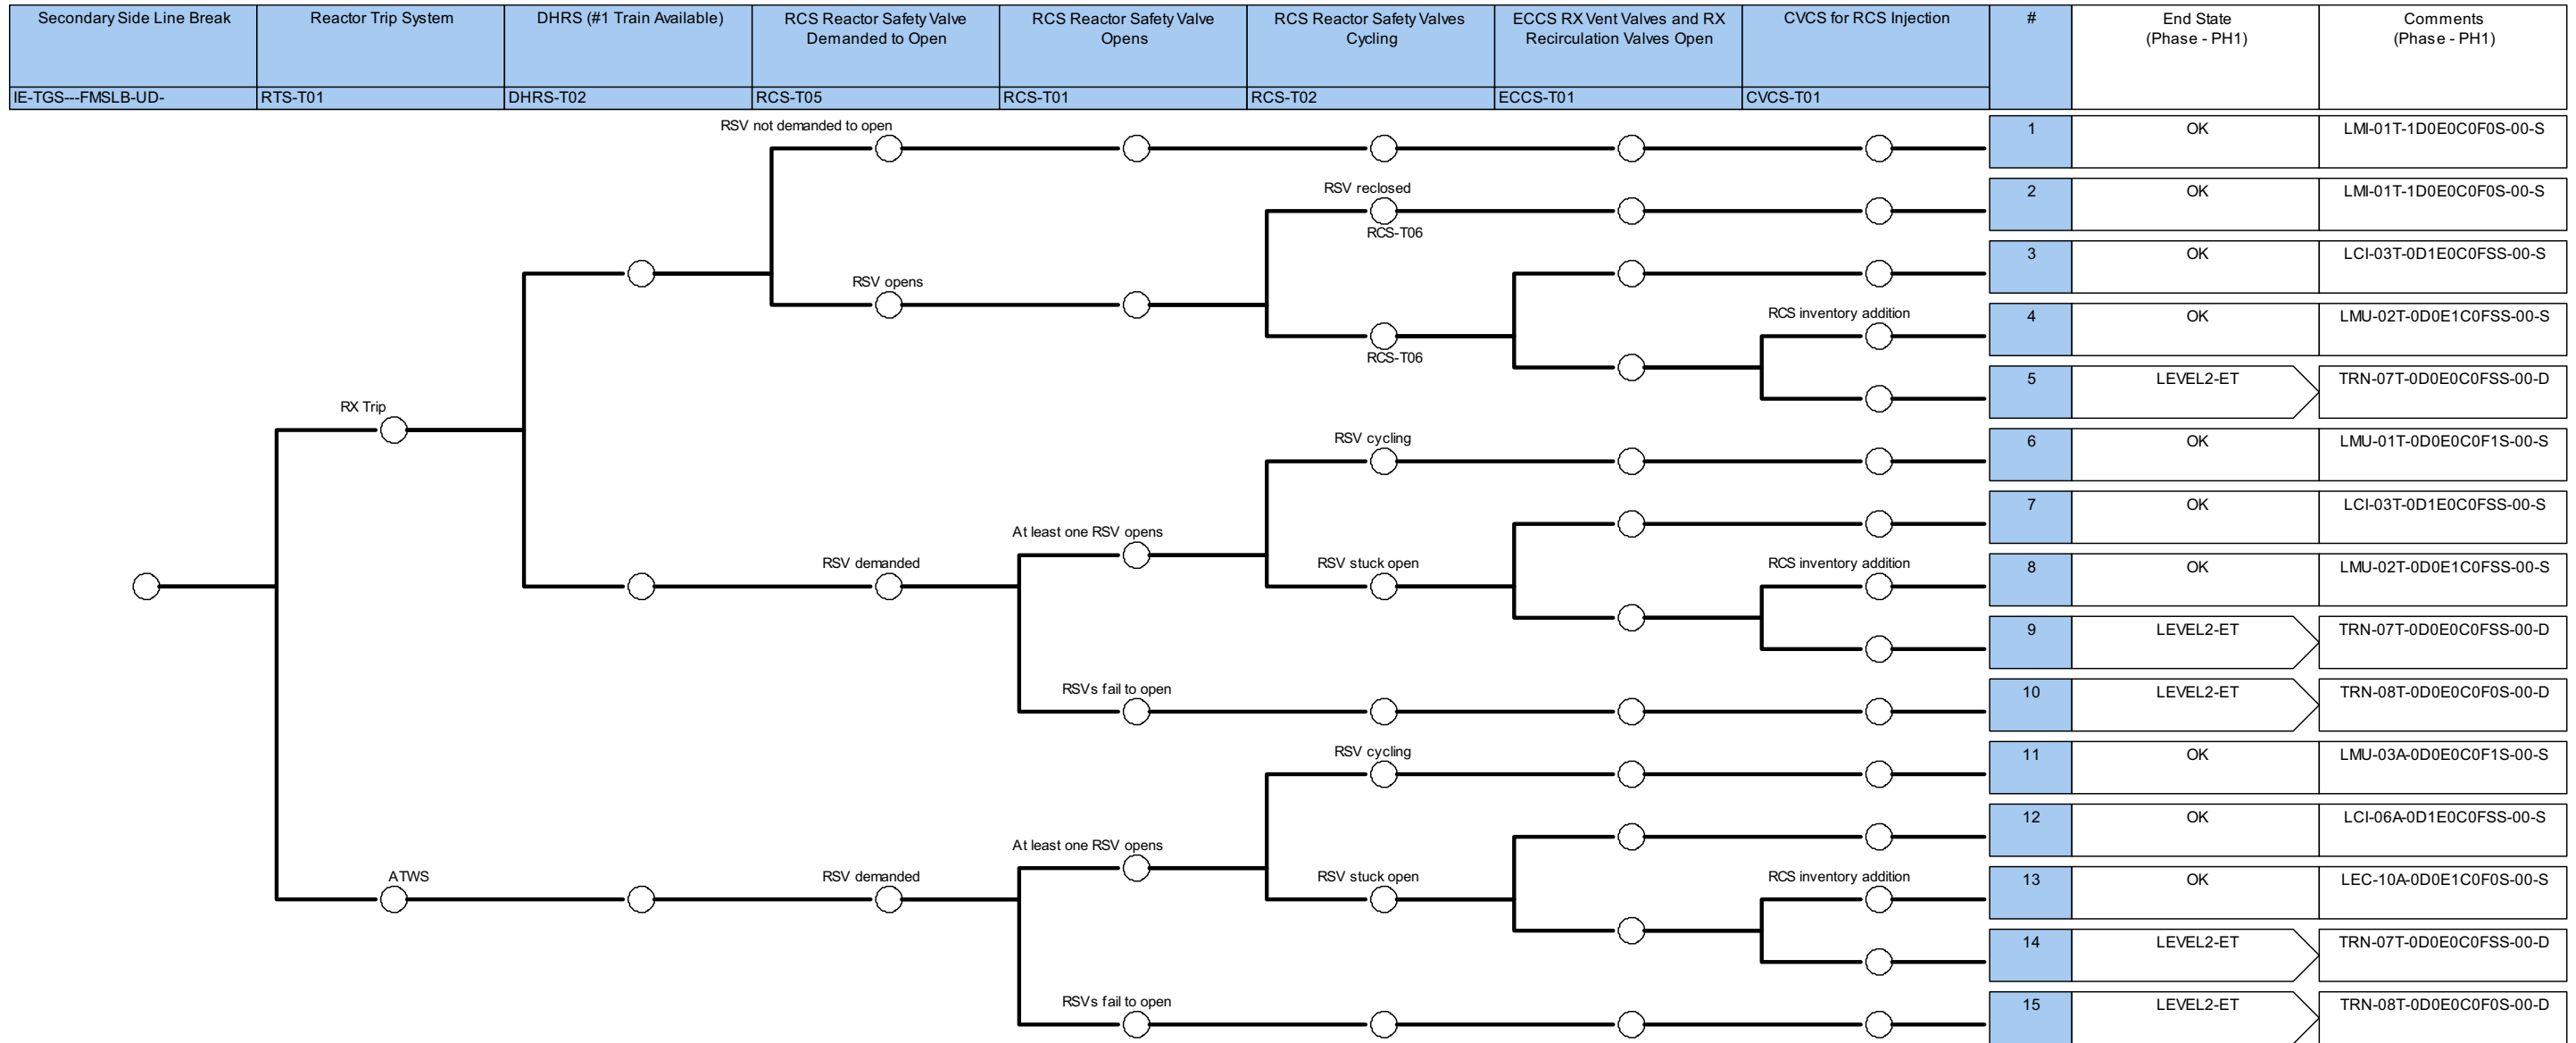 Secondary Side Line Break
IE-TGS---FMSLB-UD-
Reactor Trip System
RTS-T01
DHRS (#1 Train Available)
DHRS-T02
RCS Reactor Safety Valve
Demanded to Open
RCS-T05
RCS Reactor Safety Valve
Opens
RCS-T01
RCS Reactor Safety Valves
Cycling
RCS-T02
ECCS RX Vent Valves and RX
Recirculation Valves Open
ECCS-T01
CVCS for RCS Injection
CVCS-T01
#
End State
(Phase - PH1)
Comments
(Phase - PH1)
RSV not demanded to open
1
OK
LMI-01T-1D0E0C0F0S-00-S
RSV reclosed
RCS-T06
2
OK
LMI-01T-1D0E0C0F0S-00-S
RSV opens
3
OK
LCI-03T-0D1E0C0FSS-00-S
RCS-T06
RCS inventory addition
4
OK
LMU-02T-0D0E1C0FSS-00-S
5
LEVEL2-ET
TRN-07T-0D0E0C0FSS-00-D
RX Trip
RSV cycling
6
OK
LMU-01T-0D0E0C0F1S-00-S
At least one RSV opens
7
OK
LCI-03T-0D1E0C0FSS-00-S
RSV demanded
RSV stuck open
RCS inventory addition
8
OK
LMU-02T-0D0E1C0FSS-00-S
9
LEVEL2-ET
TRN-07T-0D0E0C0FSS-00-D
RSVs fail to open
10
LEVEL2-ET
TRN-08T-0D0E0C0F0S-00-D
RSV cycling
11
OK
LMU-03A-0D0E0C0F1S-00-S
At least one RSV opens
12
OK
LCI-06A-0D1E0C0FSS-00-S
ATWS
RSV demanded
RSV stuck open
RCS inventory addition
13
OK
LEC-10A-0D0E1C0F0S-00-S
14
LEVEL2-ET
TRN-07T-0D0E0C0FSS-00-D
RSVs fail to open
15
LEVEL2-ET
TRN-08T-0D0E0C0F0S-00-D